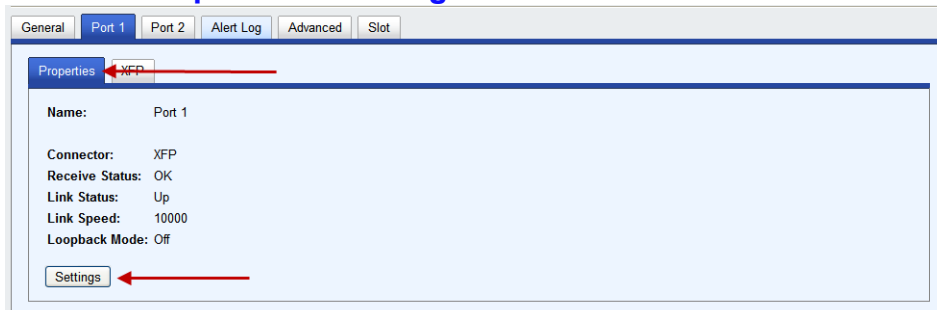 General Port 1 Port 2 Alert Log Advanced Slot
Properties XFP
Name: Port 1
Connector: XFP
Receive Status: OK
Link Status: Up
Link Speed: 10000
Loopback Mode: Off
Settings